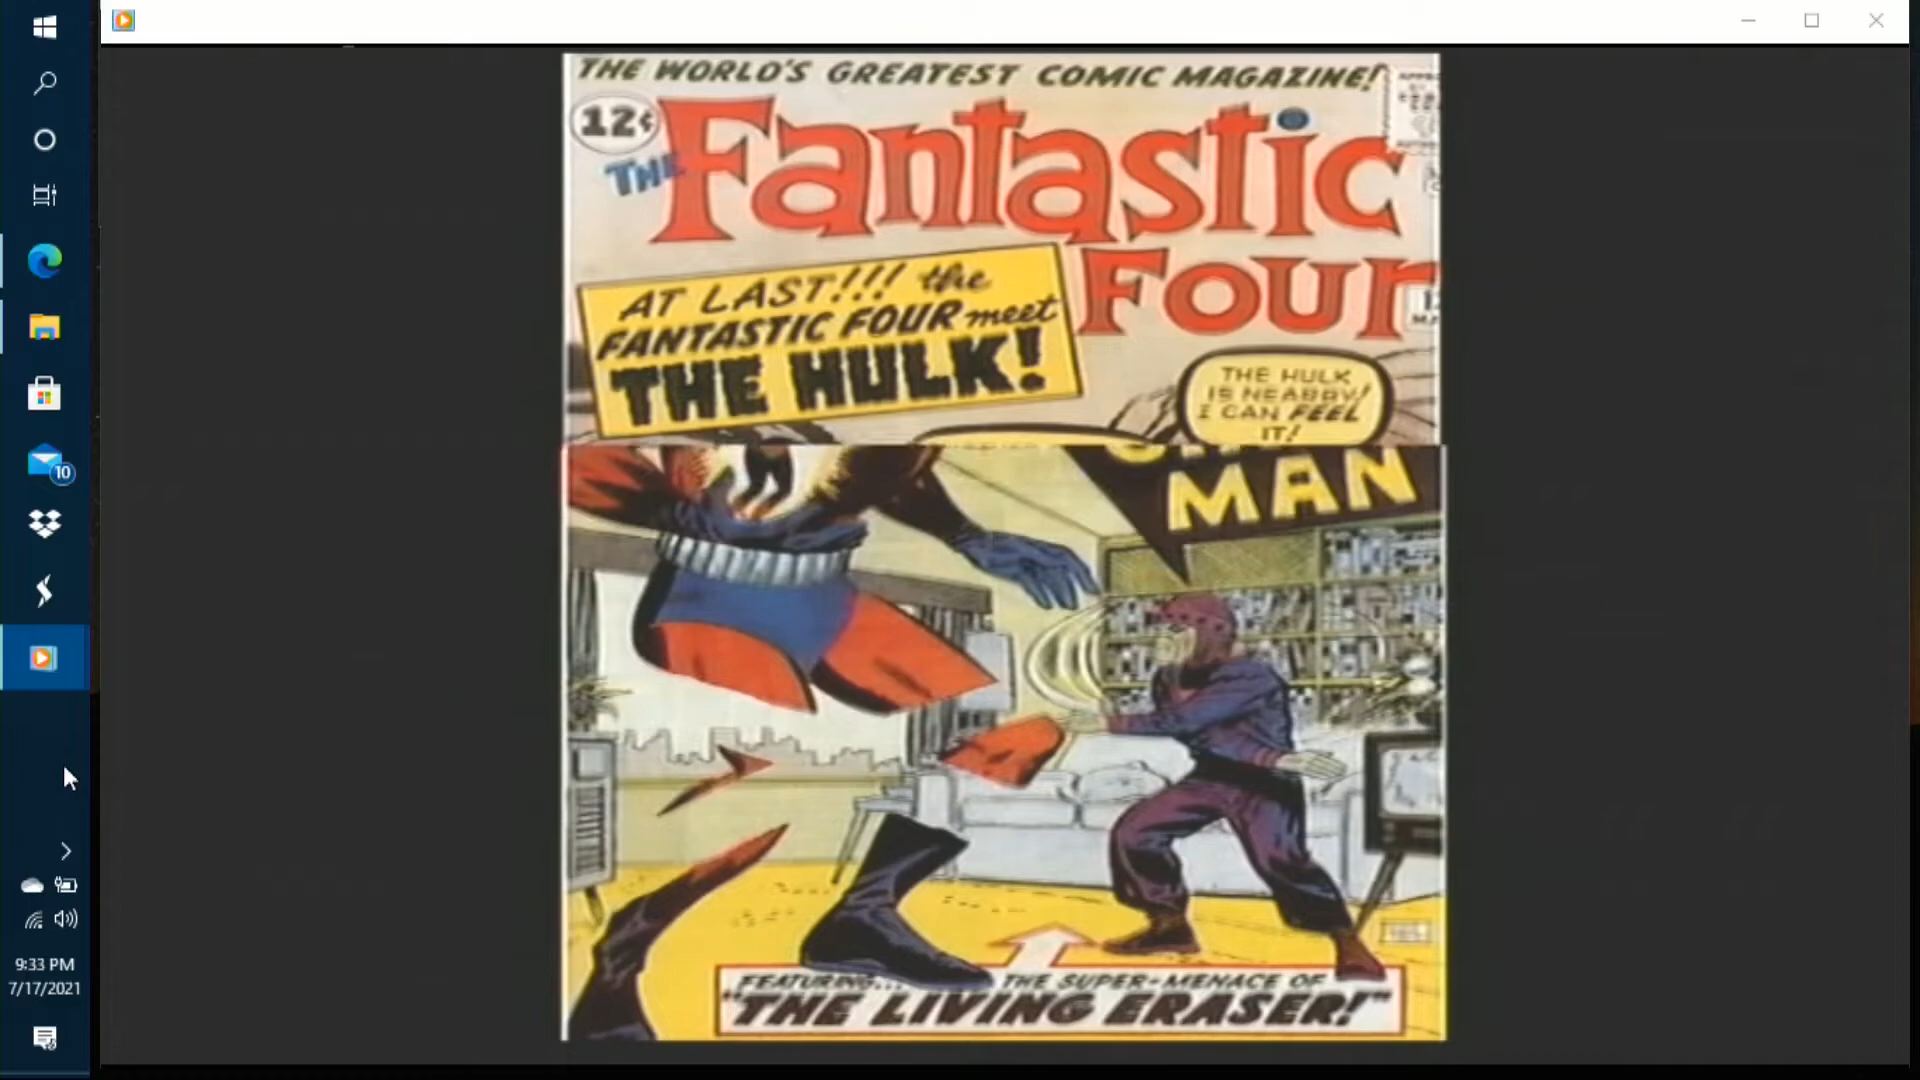 THE WORLD'S GREATEST COMIC MAGAZINE!
12¢
THE Fantastic
Four
AT LAST!!! the
FANTASTIC FOUR meet
THE HULK!
THE HULK
IS NEARBY!
I CAN FEEL
IT!
MAN
FEATURING... THE SUPER-MENACE OF
"THE LIVING ERASER!"
10
9:33 PM
7/17/2021